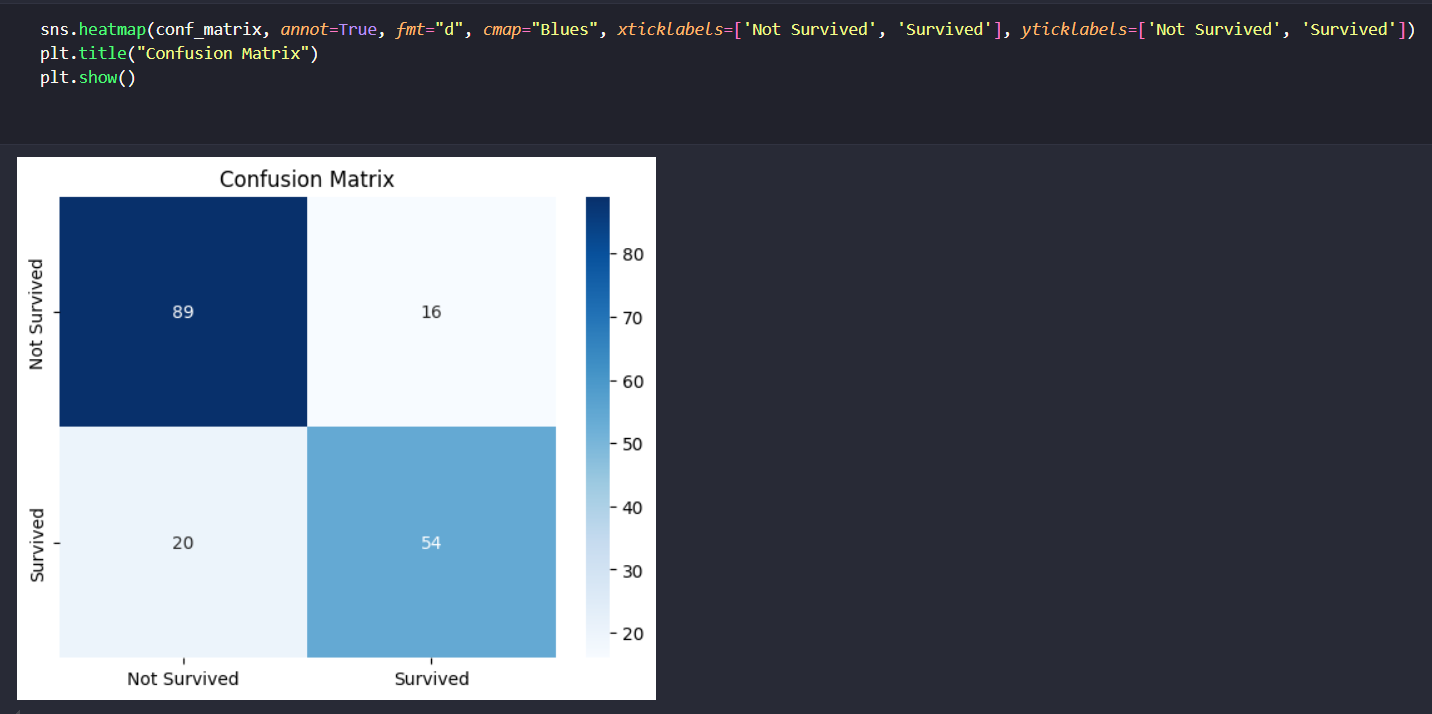 sns.heatmap(conf_matrix, annot=True, fmt="d", cmap="Blues", xticklabels=['Not Survived', 'Survived'], yticklabels=['Not Survived', 'Survived'])
plt.title("Confusion Matrix")
plt.show()
Confusion Matrix
Not Survived
89
16
80
70
60
50
40
30
20
Survived
20
54
Not Survived
Survived